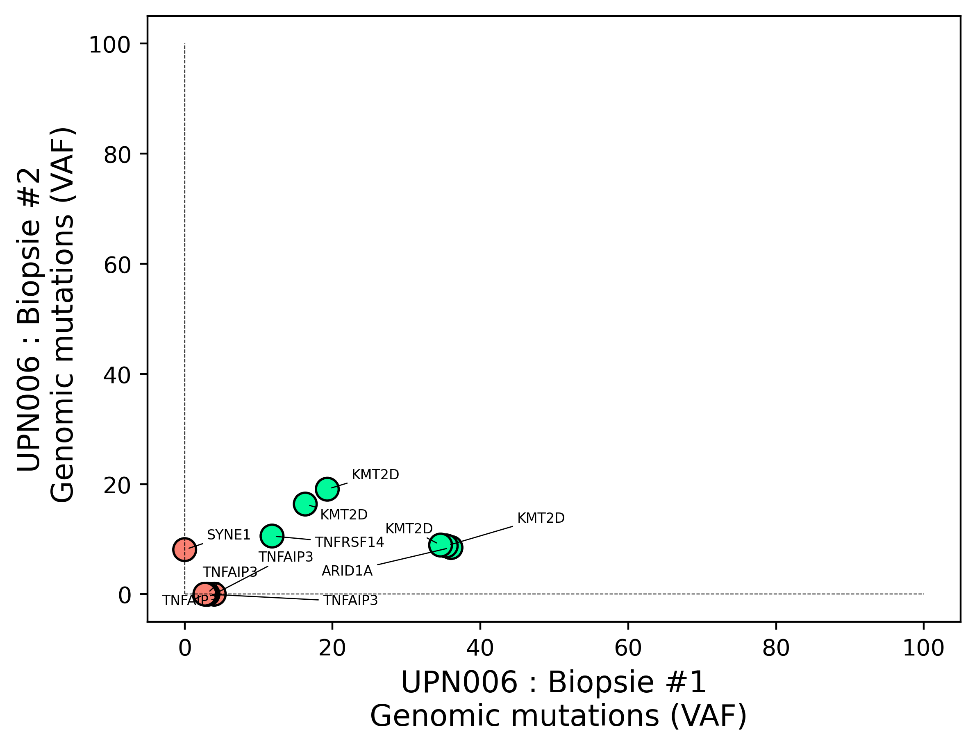 100
80
60
40
20
0
UPN006 : Biopsie #2
Genomic mutations (VAF)
KMT2D
KMT2D
KMT2D
KMT2D
SYNE1
TNFRSF14
TNFAIP3
ARID1A
TNFAIP3
TNFAIP3
0
20
40
60
80
100
UPN006 : Biopsie #1
Genomic mutations (VAF)